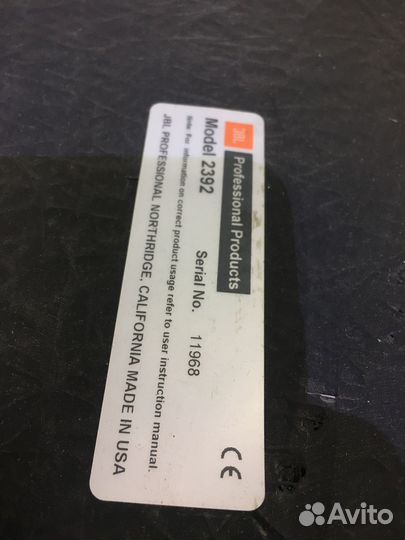 JBL Professional Products
Model 2392 Serial No. 11968
Note: For information on correct product usage refer to user instruction manual.
JBL PROFESSIONAL NORTHRIDGE, CALIFORNIA MADE IN USA
CE
Avito